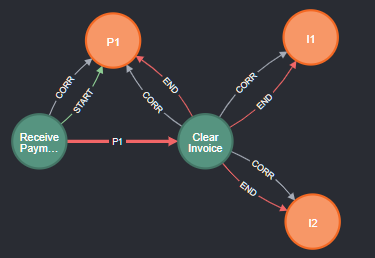 P1
I1
CORR
START
END
CORR
CORR
END
Receive
Paym...
P1
Clear
Invoice
CORR
END
I2